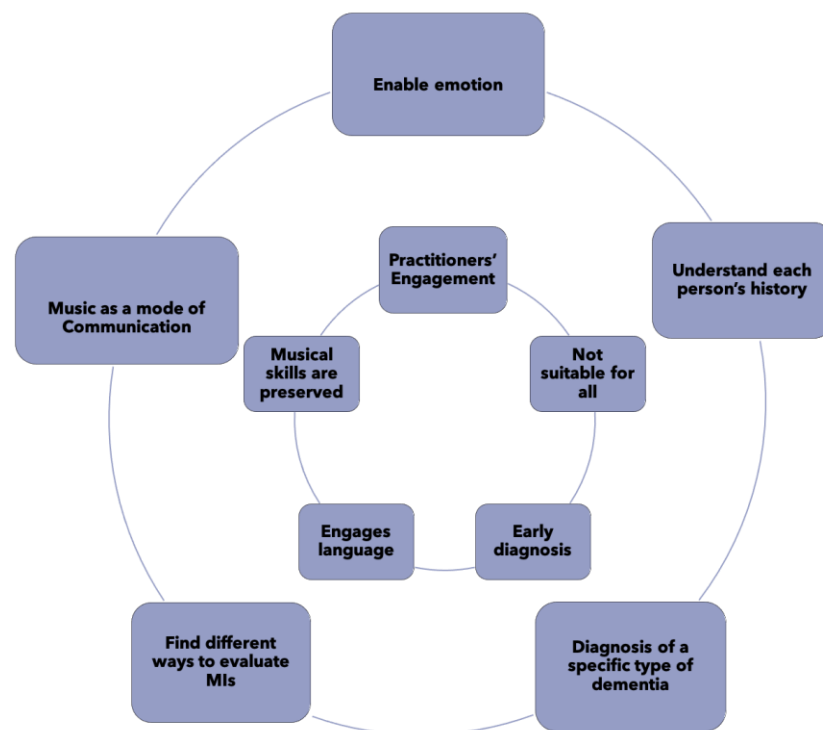 Enable emotion
Understand each
person's history
Diagnosis of a
specific type of
dementia
Find different
ways to evaluate
MIs
Music as a mode of
Communication
Practitioners'
Engagement
Not
suitable for
all
Early
diagnosis
Engages
language
Musical
skills are
preserved